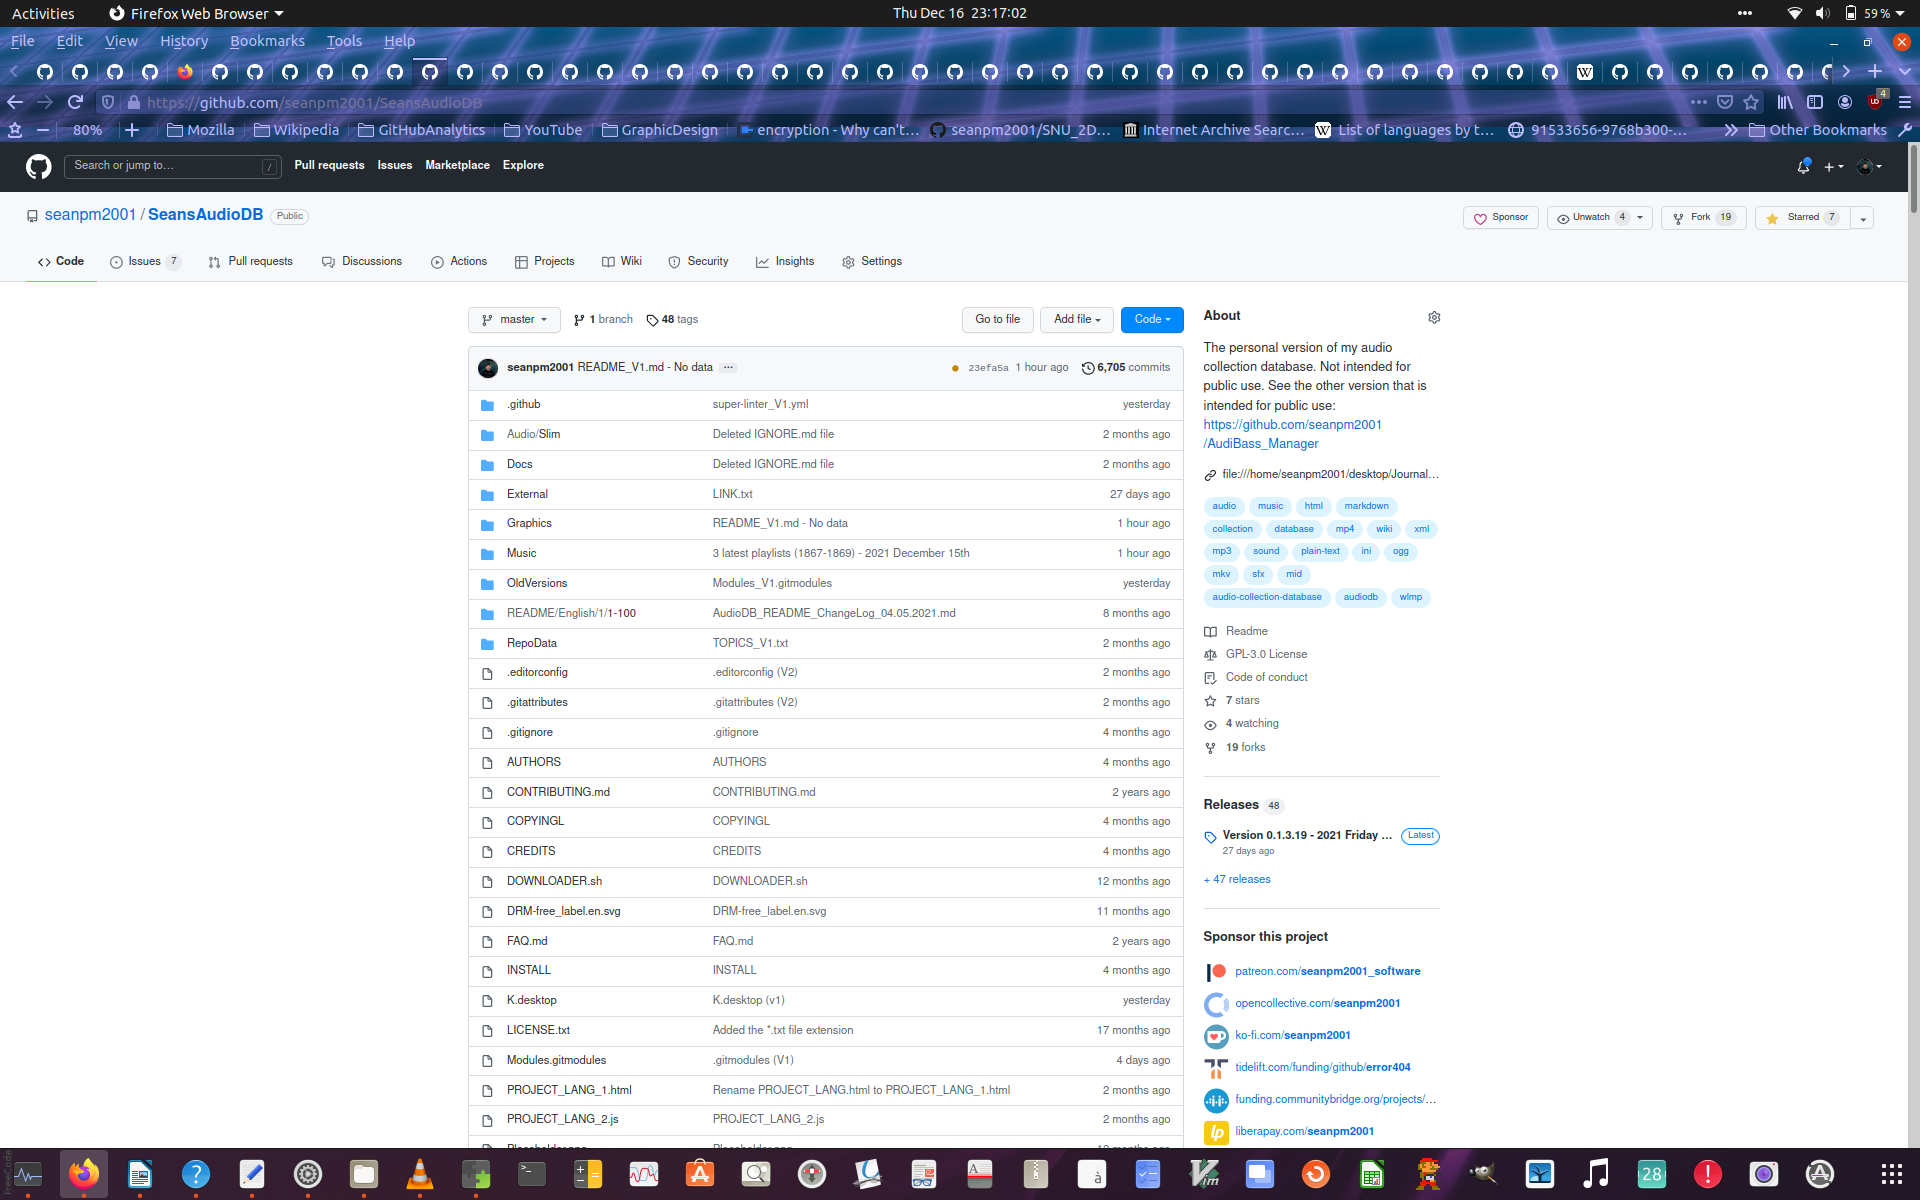 Activities
Firefox Web Browser
Thu Dec 16  23:17:02
59 %
File Edit View History Bookmarks Tools Help
https://github.com/seanpm2001/SeansAudioDB
4
80%
Mozilla
Wikipedia
GitHubAnalytics
YouTube
GraphicDesign
encryption - Why can't…
seanpm2001/SNU_2D…
Internet Archive Searc…
List of languages by t…
91533656-9768b300-…
Other Bookmarks
Search or jump to…
/
Pull requests Issues Marketplace Explore
seanpm2001 / SeansAudioDB Public
Sponsor
Unwatch 4
Fork 19
Starred 7
Code
Issues 7
Pull requests
Discussions
Actions
Projects
Wiki
Security
Insights
Settings
master
1 branch
48 tags
Go to file
Add file
Code
seanpm2001 README_V1.md - No data ...
23efa5a 1 hour ago
6,705 commits
.github super-linter_V1.yml yesterday
Audio/Slim Deleted IGNORE.md file 2 months ago
Docs Deleted IGNORE.md file 2 months ago
External LINK.txt 27 days ago
Graphics README_V1.md - No data 1 hour ago
Music 3 latest playlists (1867-1869) - 2021 December 15th 1 hour ago
OldVersions Modules_V1.gitmodules yesterday
README/English/1/1-100 AudioDB_README_ChangeLog_04.05.2021.md 8 months ago
RepoData TOPICS_V1.txt 2 months ago
.editorconfig .editorconfig (V2) 2 months ago
.gitattributes .gitattributes (V2) 2 months ago
.gitignore .gitignore 4 months ago
AUTHORS AUTHORS 4 months ago
CONTRIBUTING.md CONTRIBUTING.md 2 years ago
COPYINGL COPYINGL 4 months ago
CREDITS CREDITS 4 months ago
DOWNLOADER.sh DOWNLOADER.sh 12 months ago
DRM-free_label.en.svg DRM-free_label.en.svg 11 months ago
FAQ.md FAQ.md 2 years ago
INSTALL INSTALL 4 months ago
K.desktop K.desktop (v1) yesterday
LICENSE.txt Added the *.txt file extension 17 months ago
Modules.gitmodules .gitmodules (V1) 4 days ago
PROJECT_LANG_1.html Rename PROJECT_LANG.html to PROJECT_LANG_1.html 2 months ago
PROJECT_LANG_2.js PROJECT_LANG_2.js 2 months ago
About
The personal version of my audio
collection database. Not intended for
public use. See the other version that is
intended for public use:
https://github.com/seanpm2001
/AudiBass_Manager
file:///home/seanpm2001/desktop/Journal…
audio music html markdown
collection database mp4 wiki xml
mp3 sound plain-text ini ogg
mkv sfx mid
audio-collection-database audiodb wlmp
Readme
GPL-3.0 License
Code of conduct
7 stars
4 watching
19 forks
Releases 48
Version 0.1.3.19 - 2021 Friday … Latest
27 days ago
+ 47 releases
Sponsor this project
patreon.com/seanpm2001_software
opencollective.com/seanpm2001
ko-fi.com/seanpm2001
tidelift.com/funding/github/error404
funding.communitybridge.org/projects/…
liberapay.com/seanpm2001
28